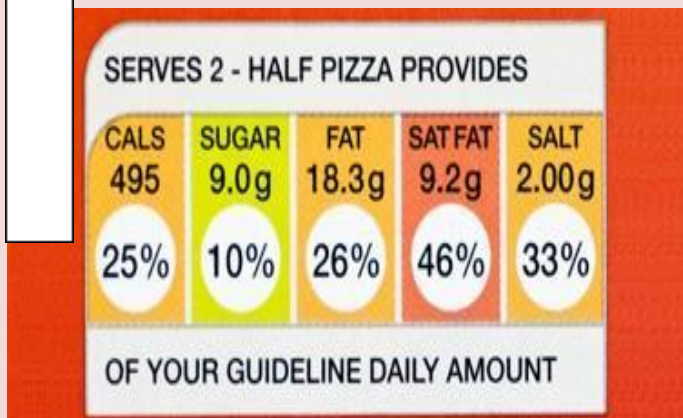 SERVES 2 - HALF PIZZA PROVIDES
CALS SUGAR FAT SAT FAT SALT
495 9.0g 18.3g 9.2g 2.00g
25% 10% 26% 46% 33%
OF YOUR GUIDELINE DAILY AMOUNT